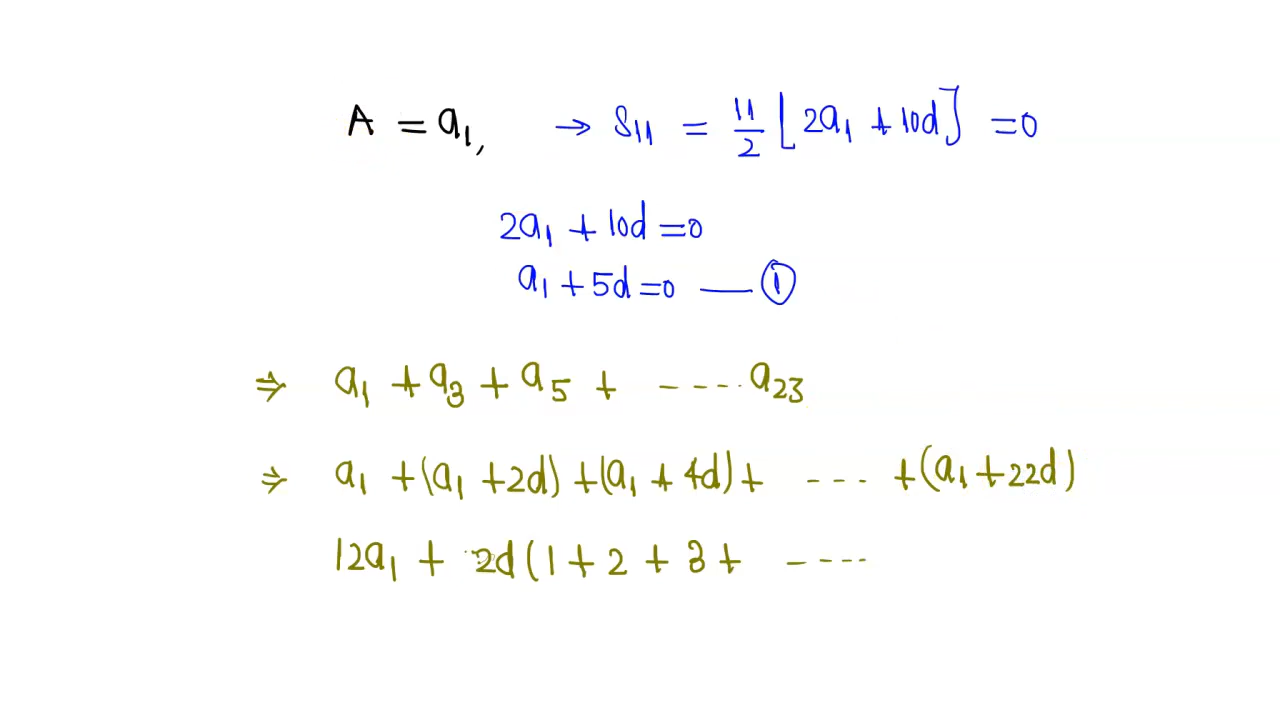 A = a₁, → S₁₁ = 11/2 [2a₁ + 10d] = 0
2a₁ + 10d = 0
a₁ + 5d = 0 — ①
⇒ a₁ + a₃ + a₅ + ---- a₂₃
⇒ a₁ + (a₁ + 2d) + (a₁ + 4d) + ---- + (a₁ + 22d)
12a₁ + 2d(1 + 2 + 3 + ----